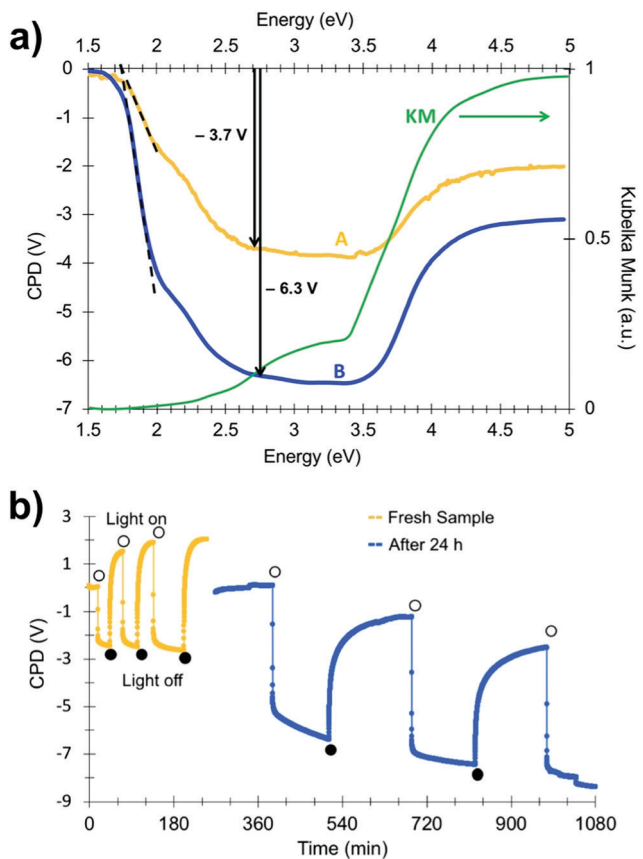 a)
Energy (eV)
1.5 2 2.5 3 3.5 4 4.5 5
0
-1
-2
-3
-4
-5
-6
-7
CPD (V)
1
0.5
0
Kubelka Munk (a.u.)
KM
– 3.7 V
A
– 6.3 V
B
1.5 2 2.5 3 3.5 4 4.5 5
Energy (eV)
b)
3
1
-1
-3
-5
-7
-9
CPD (V)
Light on
Light off
Fresh Sample
After 24 h
0 180 360 540 720 900 1080
Time (min)